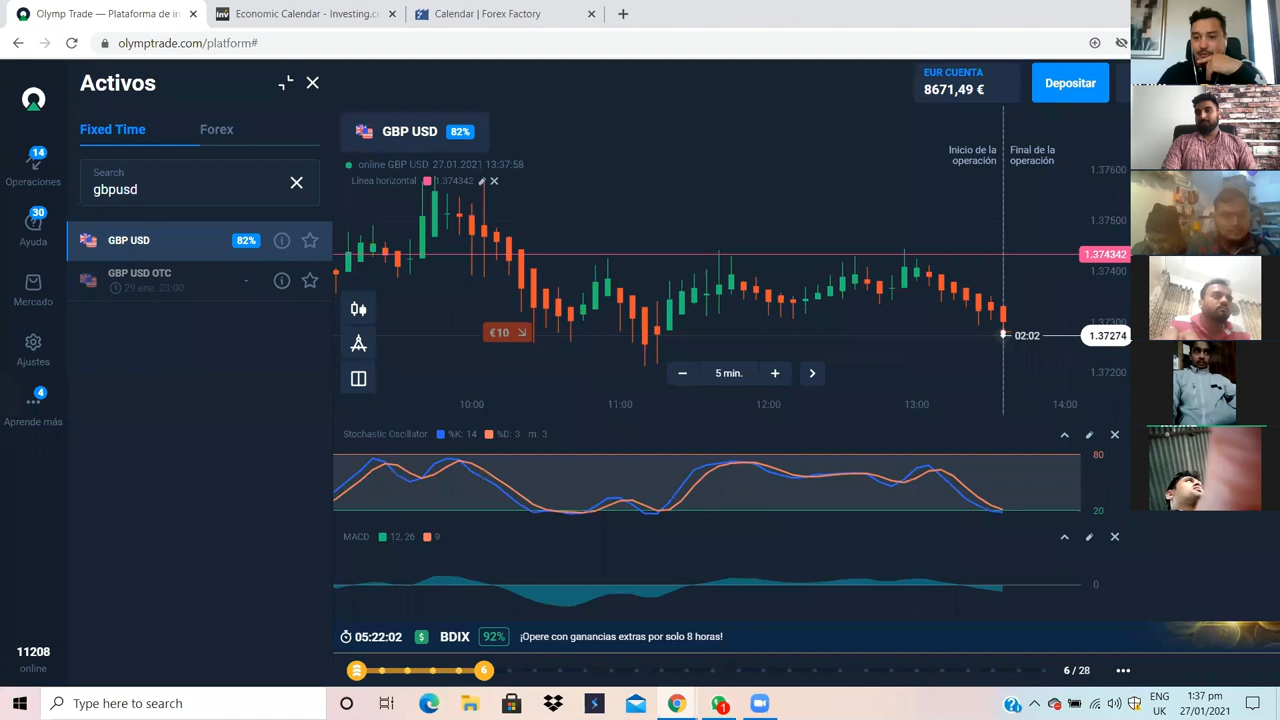 Olymp Trade — Plataforma de in
Economic Calendar - Investing.c
Calendar | Forex Factory
olymptrade.com/platform#
Activos
Fixed Time
Forex
Search
gbpusd
GBP USD
82%
GBP USD OTC
29 ene. 23:00
-
14
Operaciones
30
Ayuda
Mercado
Ajustes
4
Aprende más
11208
online
EUR CUENTA
8671,49 €
Depositar
GBP USD 82%
online GBP USD 27.01.2021 13:37:58
Línea horizontal 1.374342
Inicio de la operación
Final de la operación
1.37600
1.37500
1.374342
1.37400
1.37300
1.37274
1.37200
€10
02:02
5 min.
10:00 11:00 12:00 13:00 14:00
Stochastic Oscillator %K: 14 %D: 3 m: 3
80
20
MACD 12, 26 9
0
05:22:02 $ BDIX 92% ¡Opere con ganancias extras por solo 8 horas!
6
6 / 28
Type here to search
1
ENG
UK
1:37 pm
27/01/2021